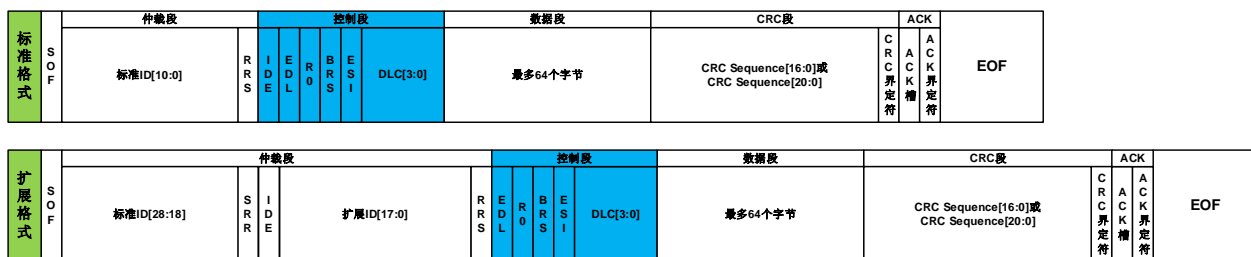 标准格式
仲裁段 控制段 数据段 CRC段 ACK
SOF 标准ID[10:0] RRS IDE EDL R0 BRS ESI DLC[3:0] 最多64个字节 CRC Sequence[16:0]或 CRC界定符 ACK槽 ACK界定符 EOF
CRC Sequence[20:0]
扩展格式
仲裁段 控制段 数据段 CRC段 ACK
SOF 标准ID[28:18] SRR IDE 扩展ID[17:0] RRS EDL R0 BRS ESI DLC[3:0] 最多64个字节 CRC Sequence[16:0]或 CRC界定符 ACK槽 ACK界定符 EOF
CRC Sequence[20:0]